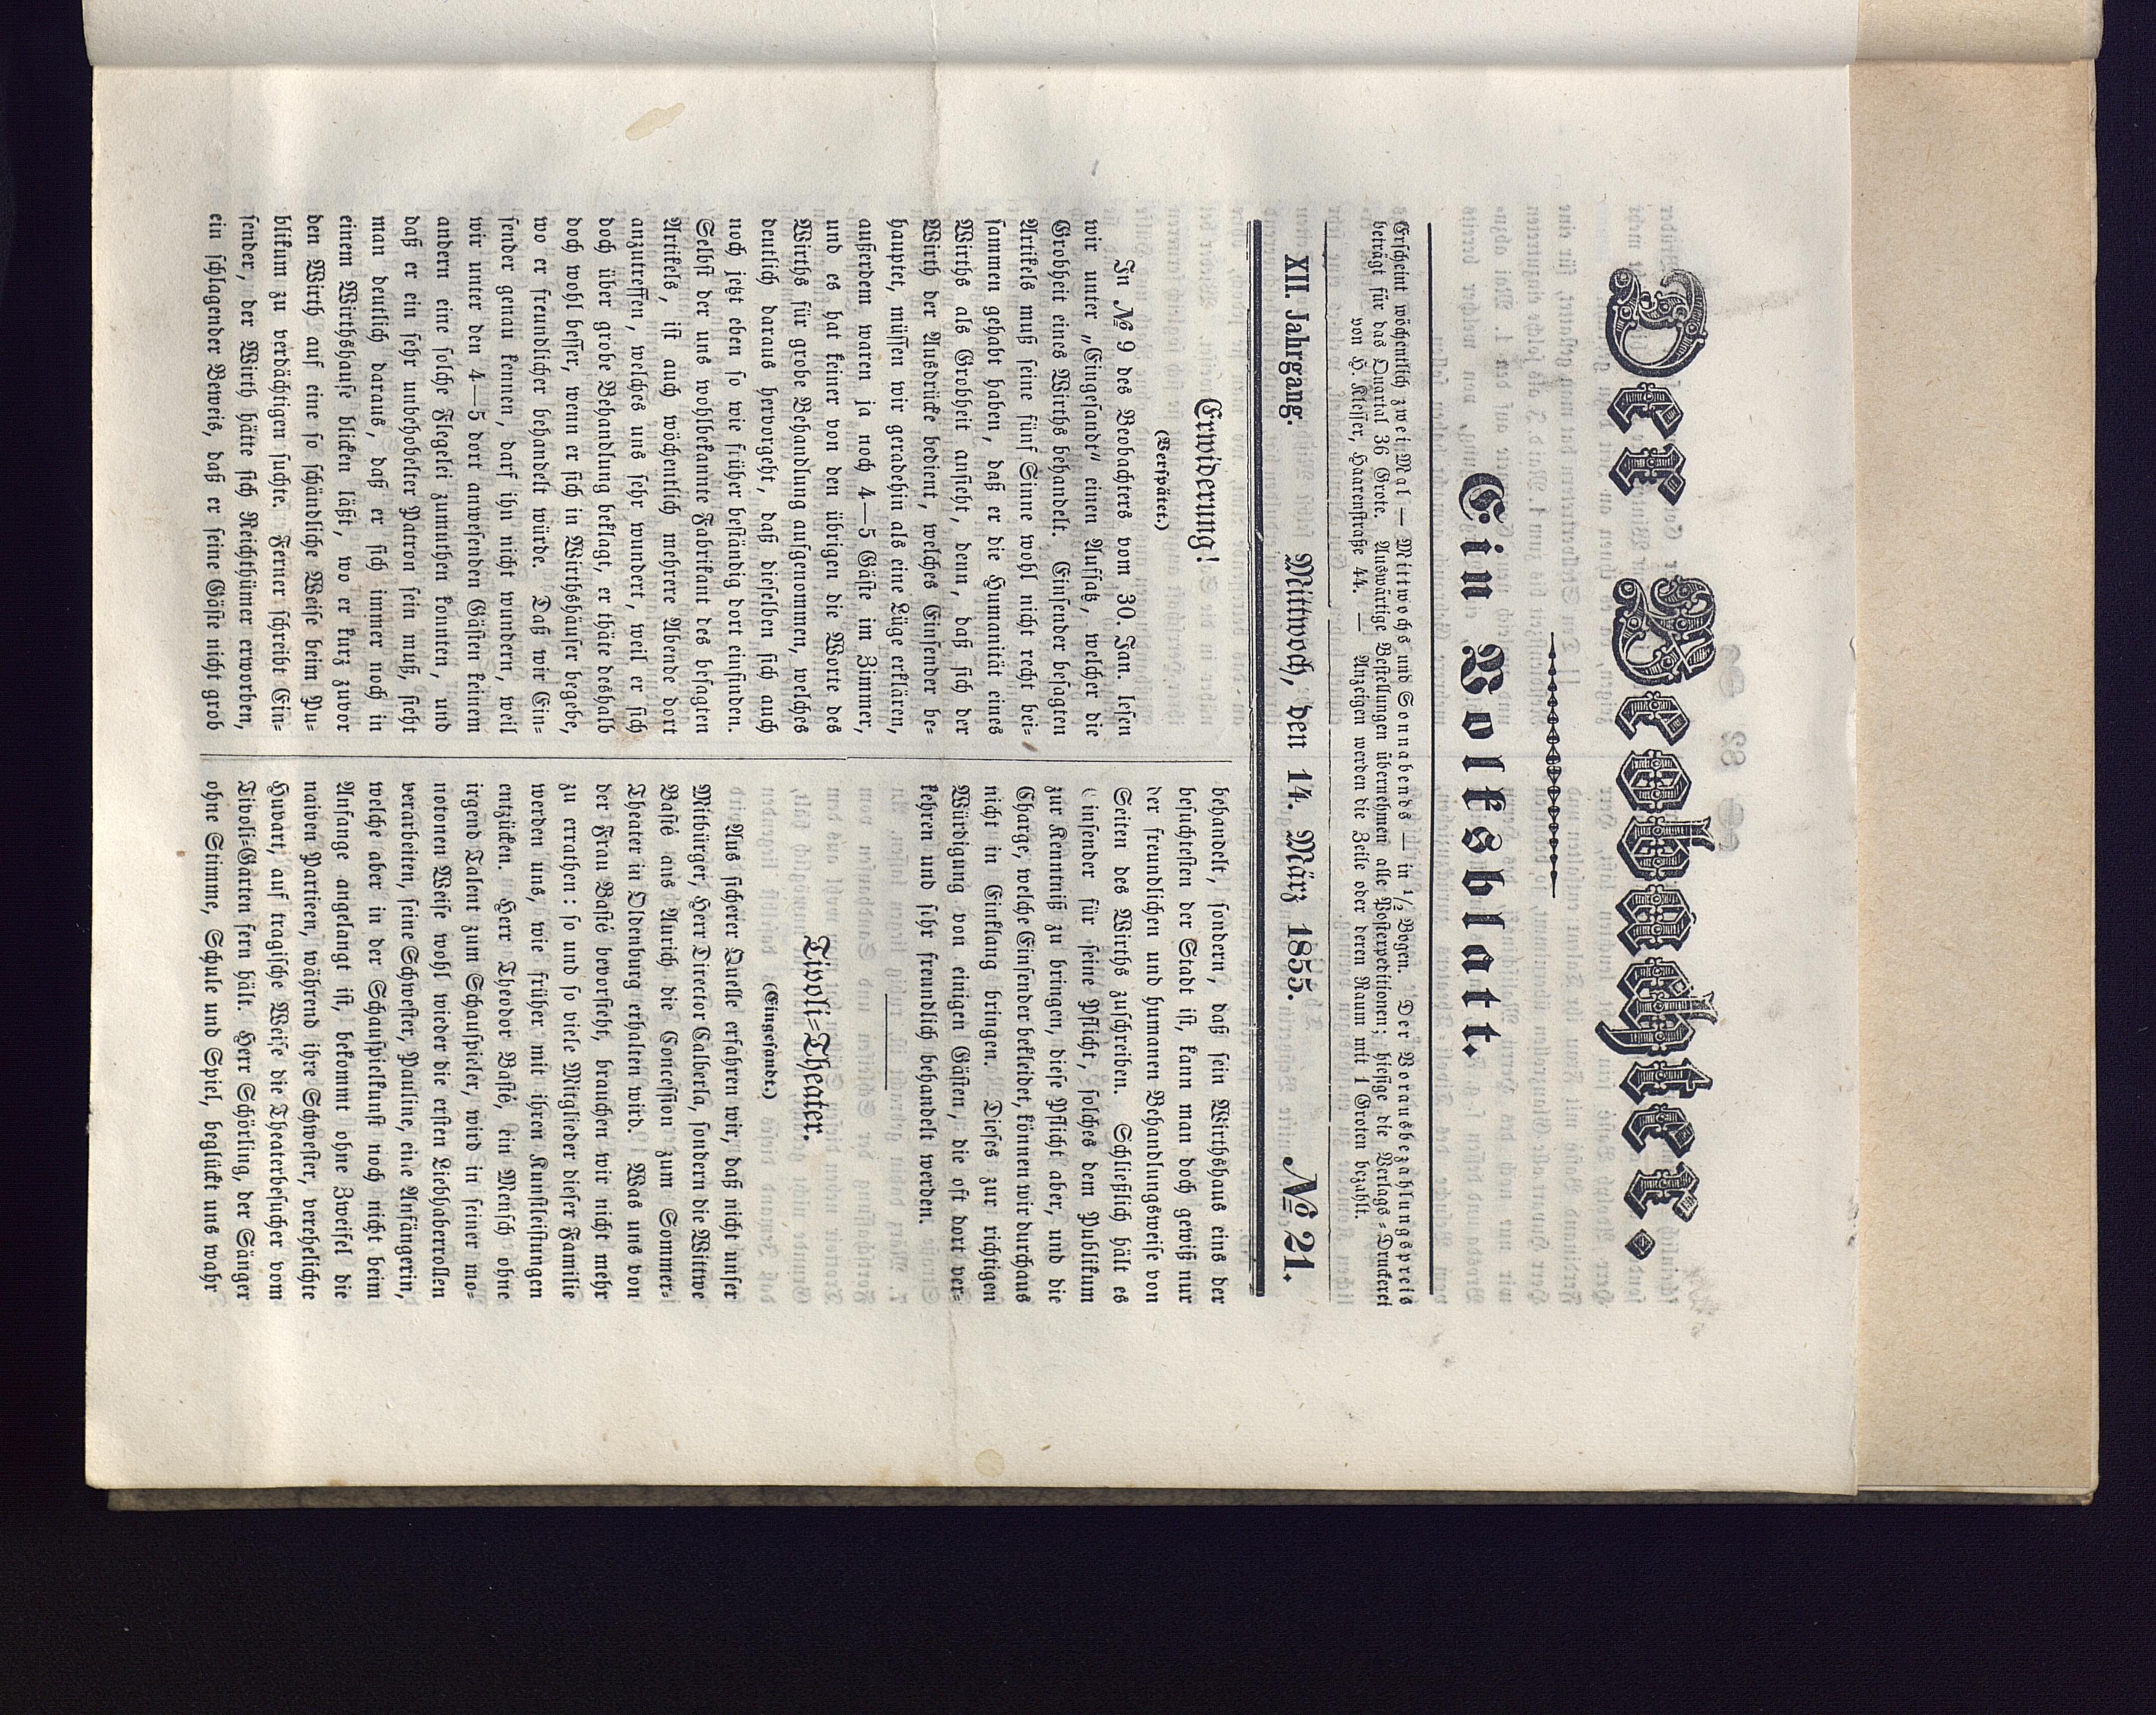 Der Beobachter.
Ein Volksblatt.
Erscheint wöchentlich zwei Mal — Mittwochs und Sonnabends — in ½ Bogen. Der Vorausbezahlungspreis
beträgt für das Quartal 36 Grote. Auswärtige Bestellungen übernehmen alle Postexpeditionen; hiesige die Verlags-Druckerei
von H. Klesser, Haarenstraße 44. — Anzeigen werden die Zeile oder deren Raum mit 1 Groten bezahlt.
XII. Jahrgang. Mittwoch, den 14. März 1855. № 21.
Erwiderung!
(Verspätet.)
In № 9 des Beobachters vom 30. Jan. lesen
wir unter „Eingesandt" einen Aufsatz, welcher die
Grobheit eines Wirths behandelt. Einsender besagten
Artikels muß seine fünf Sinne wohl nicht recht bei-
sammen gehabt haben, daß er die Humanität eines
Wirths als Grobheit ansieht, denn, daß sich der
Wirth der Ausdrücke bedient, welches Einsender be-
hauptet, müssen wir geradehin als eine Lüge erklären,
außerdem waren ja noch 4—5 Gäste im Zimmer,
und es hat keiner von den übrigen die Worte des
Wirths für grobe Behandlung aufgenommen, welches
deutlich daraus hervorgeht, daß dieselben sich auch
noch jetzt eben so wie früher beständig dort einfinden.
Selbst der uns wohlbekannte Fabrikant des besagten
Artikels, ist auch wöchentlich mehrere Abende dort
anzutreffen, welches uns sehr wundert, weil er sich
doch über grobe Behandlung beklagt, er thäte deshalb
doch wohl besser, wenn er sich in Wirthshäuser begebe,
wo er freundlicher behandelt würde. Daß wir Ein-
sender genau kennen, darf ihn nicht wundern, weil
wir unter den 4—5 dort anwesenden Gästen keinem
andern eine solche Flegelei zumuthen konnten, und
daß er ein sehr unbehobelter Patron sein muß, sieht
man deutlich daraus, daß er sich immer noch in
einem Wirthshause blicken läßt, wo er kurz zuvor
den Wirth auf eine so schändliche Weise beim Pu-
blikum zu verdächtigen suchte. Ferner schreibt Ein-
sender, der Wirth hätte sich Reichthümer erworben,
ein schlagender Beweis, daß er seine Gäste nicht grob
behandelt, sondern, daß sein Wirthshaus eins der
besuchtesten der Stadt ist, kann man doch gewiß nur
der freundlichen und humanen Behandlungsweise von
Seiten des Wirths zuschreiben. Schließlich hält es
Einsender für seine Pflicht, solches dem Publikum
zur Kenntniß zu bringen, diese Pflicht aber, und die
Charge, welche Einsender bekleidet, können wir durchaus
nicht in Einklang bringen. Dieses zur richtigen
Würdigung von einigen Gästen, die oft dort ver-
kehren und sehr freundlich behandelt werden.
Tivoli-Theater.
(Eingesandt.)
Aus sicherer Quelle erfahren wir, daß nicht unser
Mitbürger, Herr Director Calberla, sondern die Wittwe
Basté aus Aurich die Concession zum Sommer-
Theater in Oldenburg erhalten wird. Was uns von
der Frau Basté bevorsteht, brauchen wir nicht mehr
zu errathen: so und so viele Mitglieder dieser Familie
werden uns, wie früher mit ihren Kunstleistungen
entzücken. Herr Theodor Basté, ein Mensch ohne
irgend Talent zum Schauspieler, wird in seiner mo-
notonen Weise wohl wieder die ersten Liebhaberrollen
verarbeiten, seine Schwester, Pauline, eine Anfängerin,
welche aber in der Schauspielkunst noch nicht beim
Anfange angelangt ist, bekommt ohne Zweifel die
naiven Partieen, während ihre Schwester, verehelichte
Huvart, auf tragische Weise die Theaterbesucher vom
Tivoli-Garten fern hält. Herr Schörling, der Sänger
ohne Stimme, Schule und Spiel, beglückt uns wahr